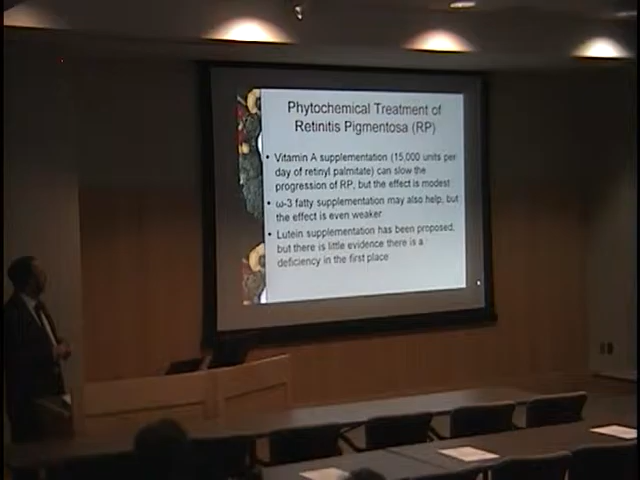 Phytochemical Treatment of
Retinitis Pigmentosa (RP)
• Vitamin A supplementation (15,000 units per
day of retinyl palmitate) can slow the
progression of RP, but the effect is modest
• ω-3 fatty supplementation may also help, but
the effect is even weaker
• Lutein supplementation has been proposed,
but there is little evidence there is a
deficiency in the first place